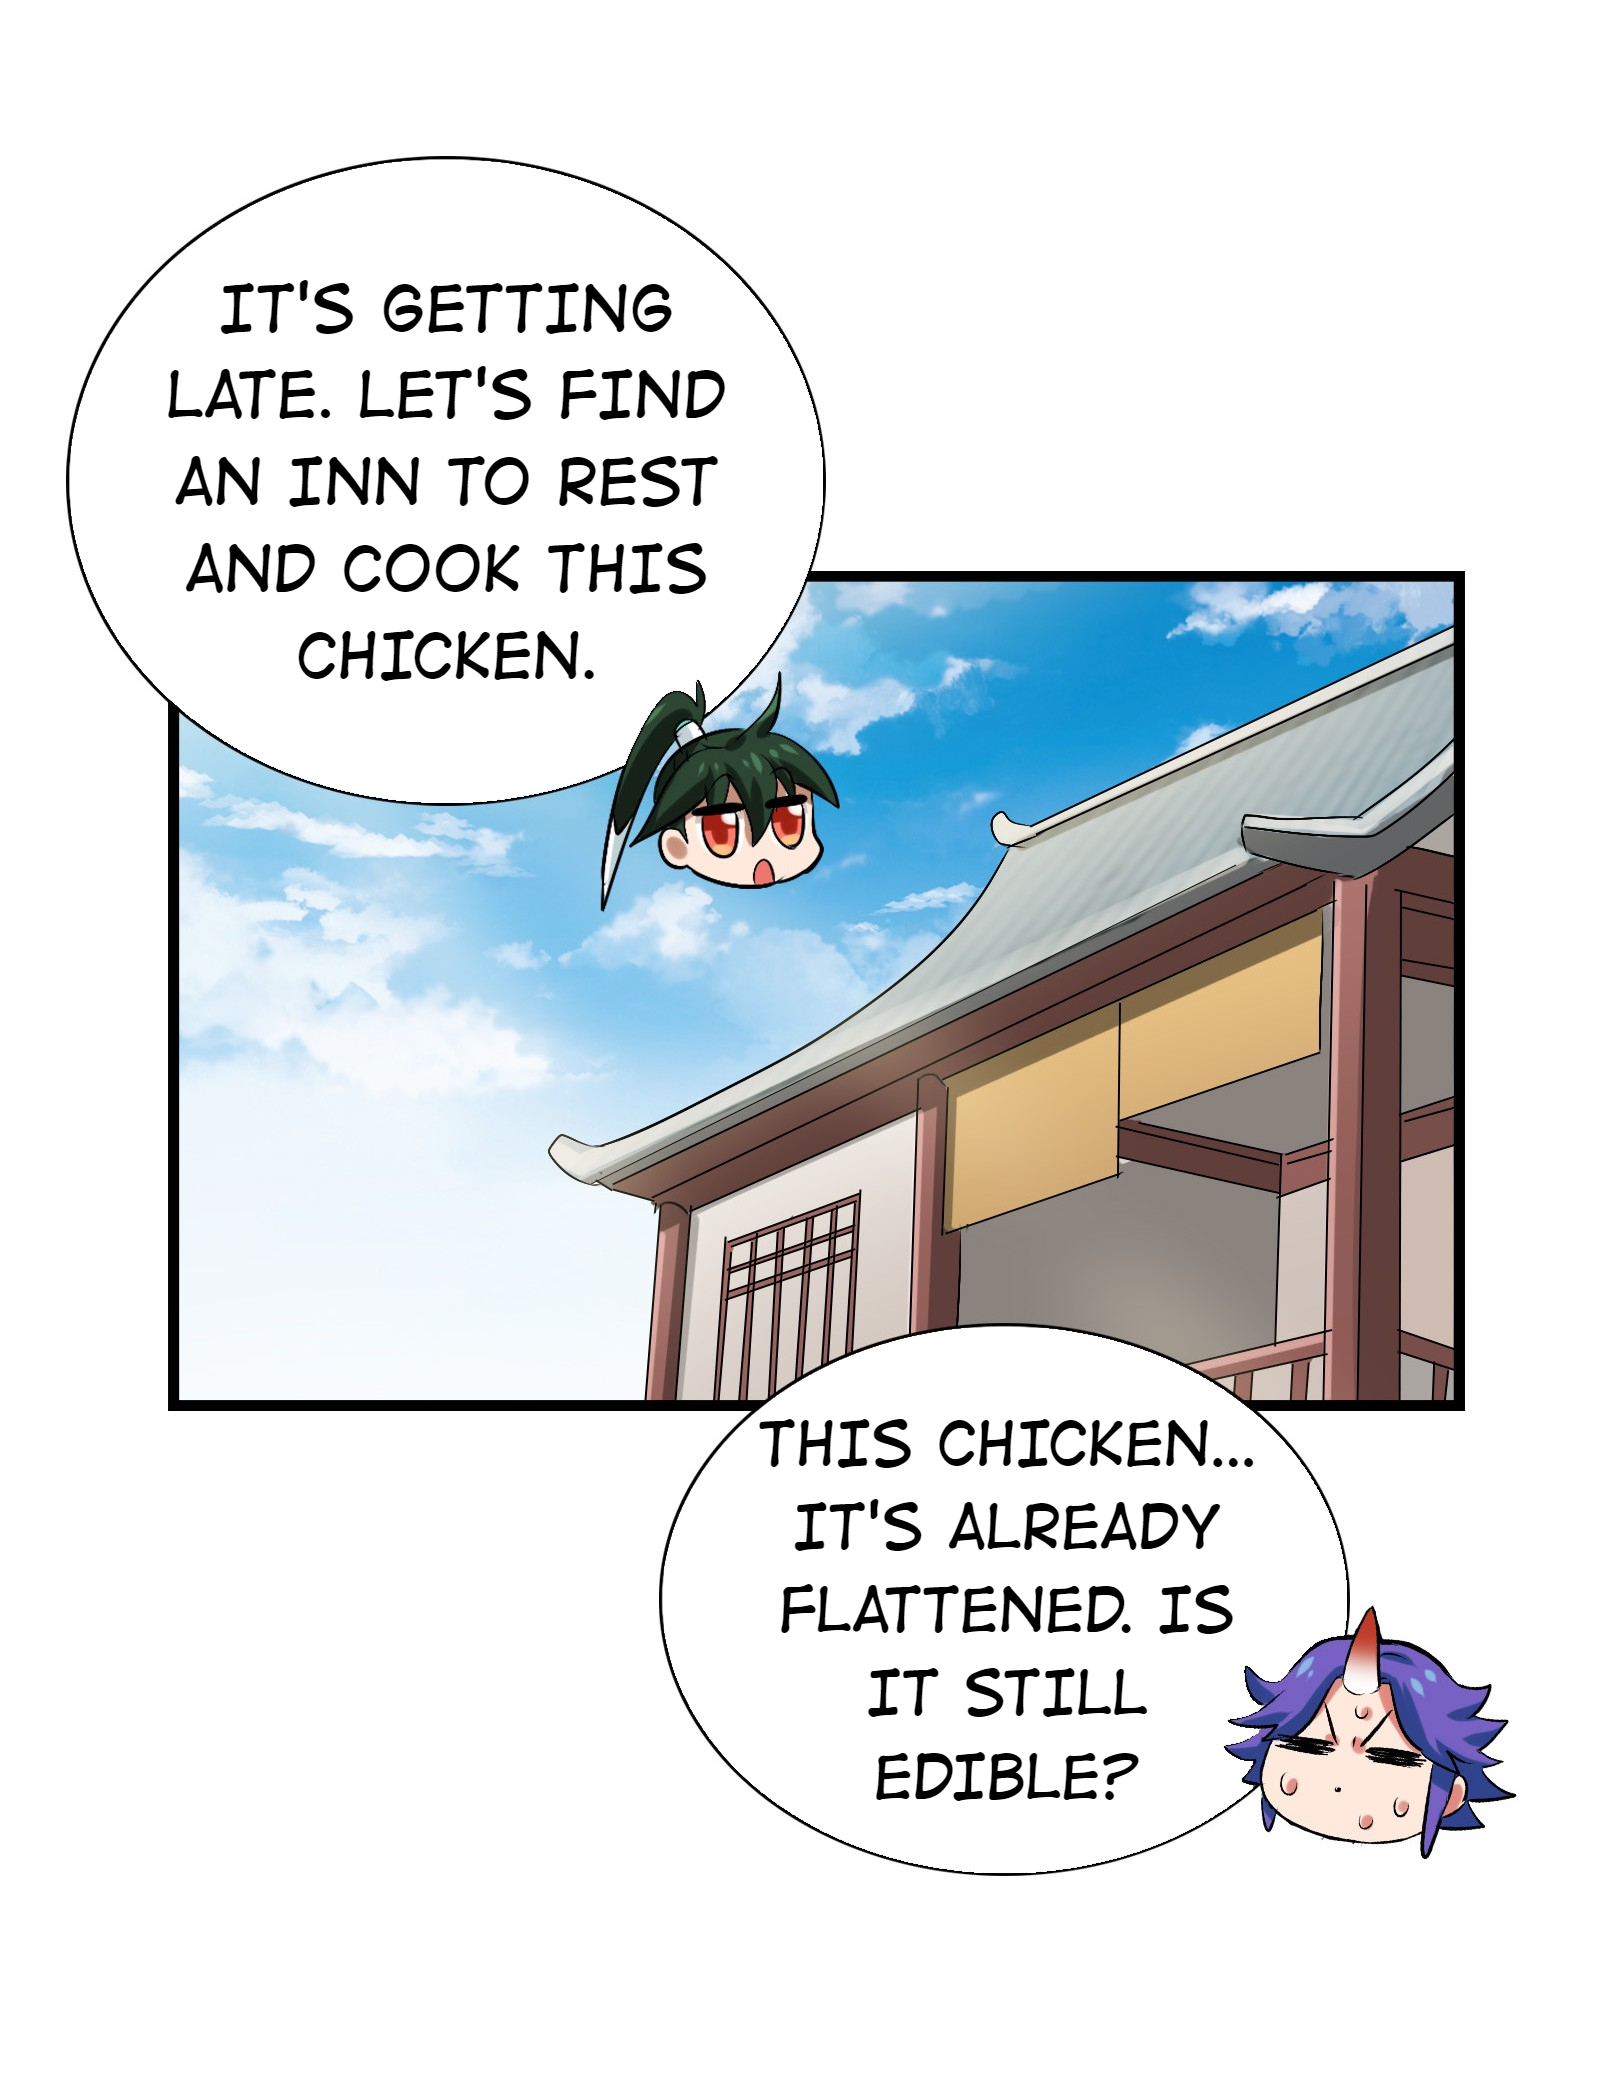 IT'S GETTING
LATE. LET'S FIND
AN INN TO REST
AND COOK THIS
CHICKEN.
THIS CHICKEN...
IT'S ALREADY
FLATTENED. IS
IT STILL
EDIBLE?